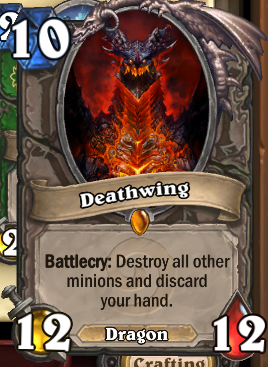 10
Deathwing
Battlecry: Destroy all other
minions and discard
your hand.
12 Dragon 12
Crafting